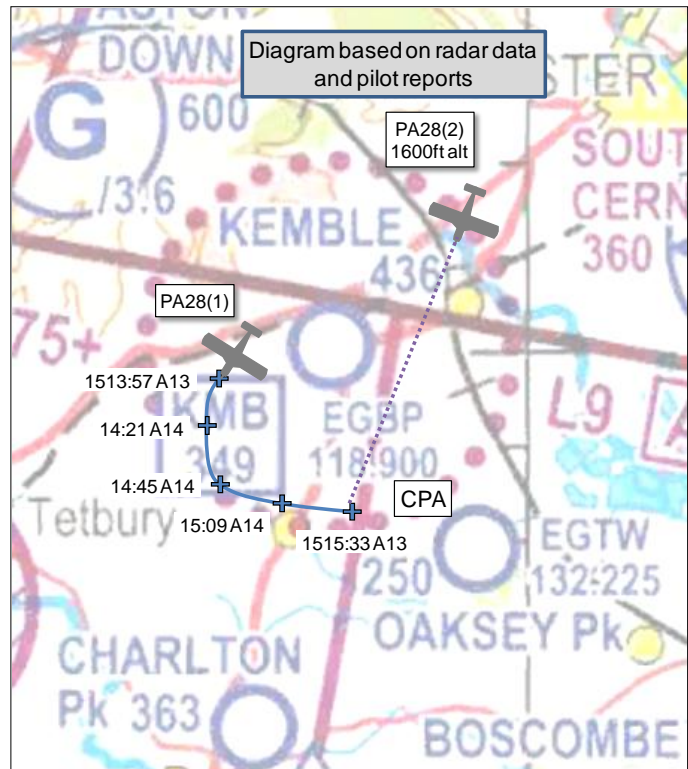 ASTON
DOWN
Diagram based on radar data
and pilot reports
STER
G
600
PA28(2)
1600ft alt
SOUT
CERN
360
/3.6
KEMBLE
436
PA28(1)
75+
1513:57 A13
KMB
349
EGBP
118.900
L9
A
14:21 A14
14:45 A14
Tetbury
15:09 A14
CPA
1515:33 A13
EGTW
132.225
250
OAKSEY Pk
CHARLTON
Pk 363
BOSCOMBE